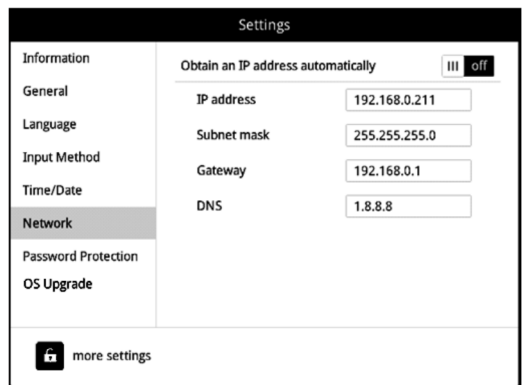 Settings
Information
General
Language
Input Method
Time/Date
Network
Password Protection
OS Upgrade
Obtain an IP address automatically off
IP address 192.168.0.211
Subnet mask 255.255.255.0
Gateway 192.168.0.1
DNS 1.8.8.8
more settings